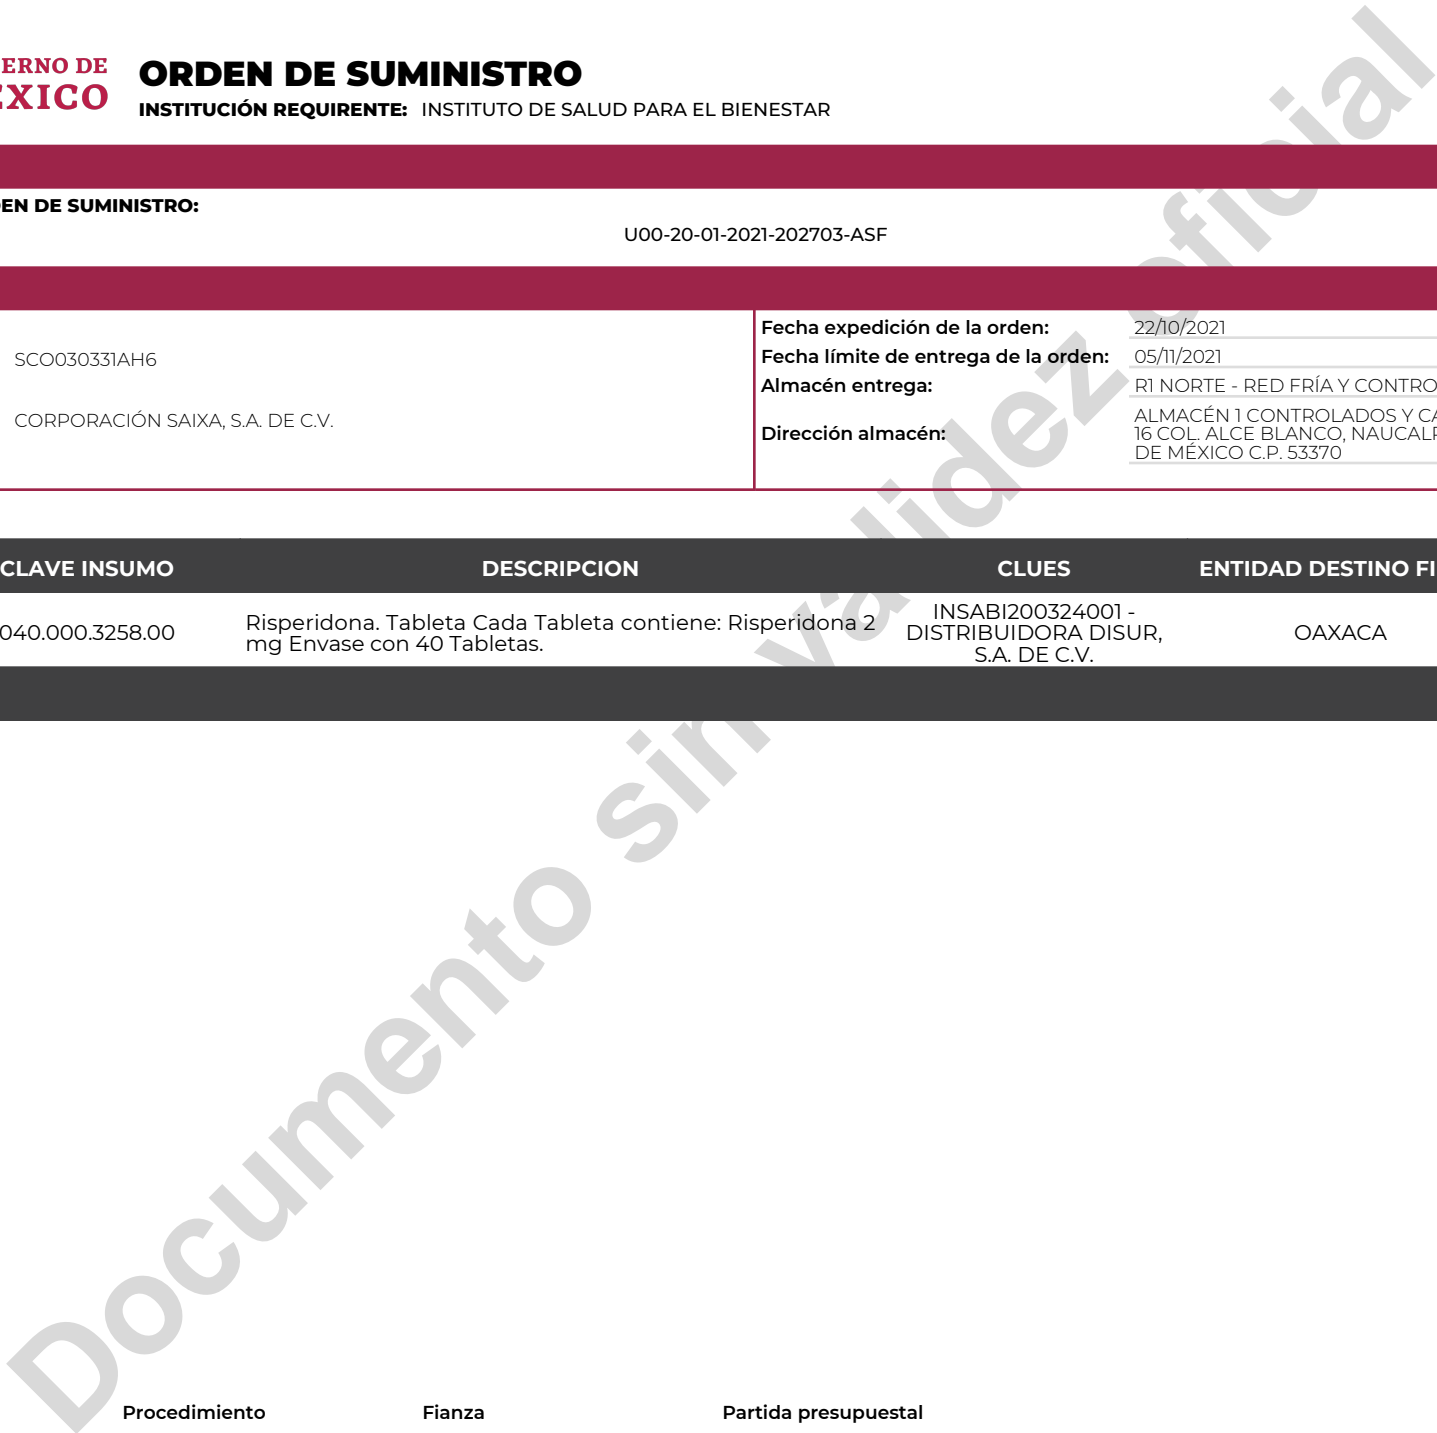 ERNO DE
ÉXICO
ORDEN DE SUMINISTRO
INSTITUCIÓN REQUIRENTE: INSTITUTO DE SALUD PARA EL BIENESTAR
EN DE SUMINISTRO:
U00-20-01-2021-202703-ASF
SCO030331AH6
CORPORACIÓN SAIXA, S.A. DE C.V.
Fecha expedición de la orden: 22/10/2021
Fecha límite de entrega de la orden: 05/11/2021
Almacén entrega: R1 NORTE - RED FRÍA Y CONTRO
Dirección almacén: ALMACÉN 1 CONTROLADOS Y CA
16 COL. ALCE BLANCO, NAUCALP
DE MÉXICO C.P. 53370
CLAVE INSUMO DESCRIPCION CLUES ENTIDAD DESTINO FI
040.000.3258.00
Risperidona. Tableta Cada Tableta contiene: Risperidona 2
mg Envase con 40 Tabletas.
INSABI200324001 -
DISTRIBUIDORA DISUR,
S.A. DE C.V.
OAXACA
Documento sin validez oficial
Procedimiento Fianza Partida presupuestal